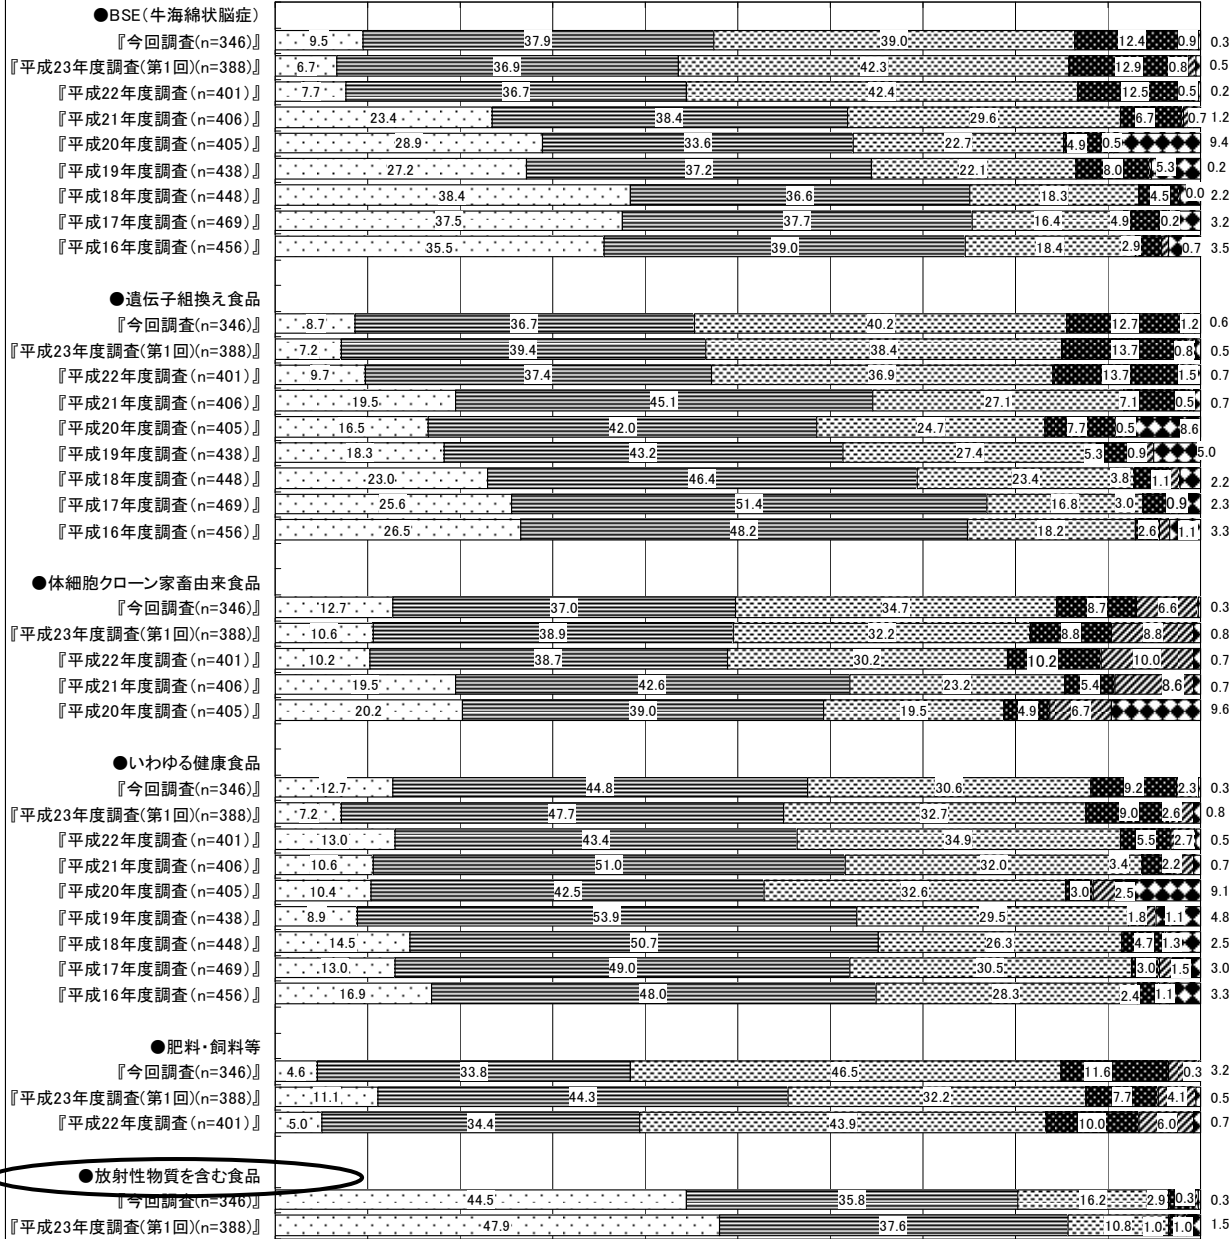 ●BSE(牛海綿状脳症)
『今回調査(n=346)』 9.5 37.9 39.0 12.4 0.9 0.3
『平成23年度調査(第1回)(n=388)』 6.7 36.9 42.3 12.9 0.8 0.5
『平成22年度調査(n=401)』 7.7 36.7 42.4 12.5 0.5 0.2
『平成21年度調査(n=406)』 23.4 38.4 29.6 6.7 0.7 1.2
『平成20年度調査(n=405)』 28.9 33.6 22.7 4.9 0.5 9.4
『平成19年度調査(n=438)』 27.2 37.2 22.1 8.0 5.3 0.2
『平成18年度調査(n=448)』 38.4 36.6 18.3 4.5 0.0 2.2
『平成17年度調査(n=469)』 37.5 37.7 16.4 4.9 0.2 3.2
『平成16年度調査(n=456)』 35.5 39.0 18.4 2.9 0.7 3.5
●遺伝子組換え食品
『今回調査(n=346)』 8.7 36.7 40.2 12.7 1.2 0.6
『平成23年度調査(第1回)(n=388)』 7.2 39.4 38.4 13.7 0.8 0.5
『平成22年度調査(n=401)』 9.7 37.4 36.9 13.7 1.5 0.7
『平成21年度調査(n=406)』 19.5 45.1 27.1 7.1 0.5 0.7
『平成20年度調査(n=405)』 16.5 42.0 24.7 7.7 0.5 8.6
『平成19年度調査(n=438)』 18.3 43.2 27.4 5.3 0.9 5.0
『平成18年度調査(n=448)』 23.0 46.4 23.4 3.8 1.1 2.2
『平成17年度調査(n=469)』 25.6 51.4 16.8 3.0 0.9 2.3
『平成16年度調査(n=456)』 26.5 48.2 18.2 2.6 1.1 3.3
●体細胞クローン家畜由来食品
『今回調査(n=346)』 12.7 37.0 34.7 8.7 6.6 0.3
『平成23年度調査(第1回)(n=388)』 10.6 38.9 32.2 8.8 8.8 0.8
『平成22年度調査(n=401)』 10.2 38.7 30.2 10.2 10.0 0.7
『平成21年度調査(n=406)』 19.5 42.6 23.2 5.4 8.6 0.7
『平成20年度調査(n=405)』 20.2 39.0 19.5 4.9 6.7 9.6
●いわゆる健康食品
『今回調査(n=346)』 12.7 44.8 30.6 9.2 2.3 0.3
『平成23年度調査(第1回)(n=388)』 7.2 47.7 32.7 9.0 2.6 0.8
『平成22年度調査(n=401)』 13.0 43.4 34.9 5.5 2.7 0.5
『平成21年度調査(n=406)』 10.6 51.0 32.0 3.4 2.2 0.7
『平成20年度調査(n=405)』 10.4 42.5 32.6 3.0 2.5 9.1
『平成19年度調査(n=438)』 8.9 53.9 29.5 1.8 1.1 4.8
『平成18年度調査(n=448)』 14.5 50.7 26.3 4.7 1.3 2.5
『平成17年度調査(n=469)』 13.0 49.0 30.5 3.0 1.5 3.0
『平成16年度調査(n=456)』 16.9 48.0 28.3 2.4 1.1 3.3
●肥料・飼料等
『今回調査(n=346)』 4.6 33.8 46.5 11.6 0.3 3.2
『平成23年度調査(第1回)(n=388)』 11.1 44.3 32.2 7.7 4.1 0.5
『平成22年度調査(n=401)』 5.0 34.4 43.9 10.0 6.0 0.7
●放射性物質を含む食品
『今回調査(n=346)』 44.5 35.8 16.2 2.9 0.3 0.3
『平成23年度調査(第1回)(n=388)』 47.9 37.6 10.8 1.0 1.0 1.5